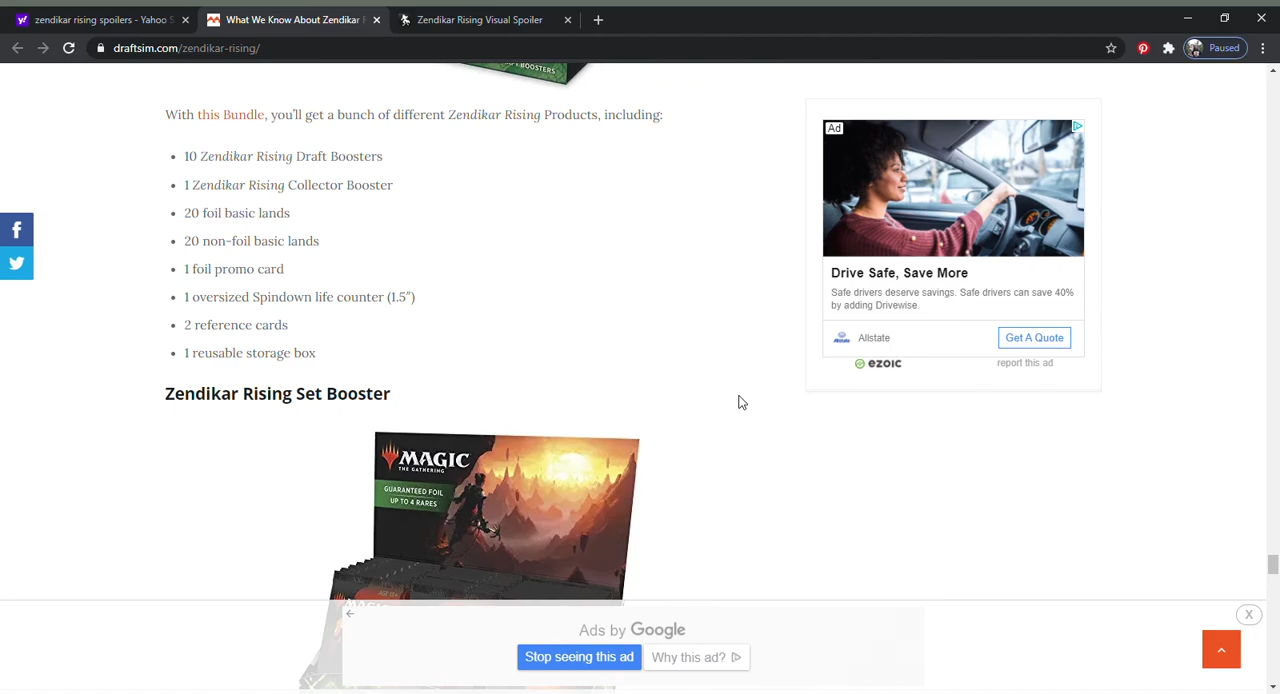 zendikar rising spoilers - Yahoo S
What We Know About Zendikar R
Zendikar Rising Visual Spoiler
draftsim.com/zendikar-rising/
Paused
BOOSTERS
With this Bundle, you'll get a bunch of different Zendikar Rising Products, including:
10 Zendikar Rising Draft Boosters
1 Zendikar Rising Collector Booster
20 foil basic lands
20 non-foil basic lands
1 foil promo card
1 oversized Spindown life counter (1.5″)
2 reference cards
1 reusable storage box
Zendikar Rising Set Booster
MAGIC
THE GATHERING
GUARANTEED FOIL
UP TO 4 RARES
MAGIC
Ad
Drive Safe, Save More
Safe drivers deserve savings. Safe drivers can save 40%
by adding Drivewise.
Allstate
Allstate
Get A Quote
ezoic
report this ad
Ads by Google
Stop seeing this ad
Why this ad?
X